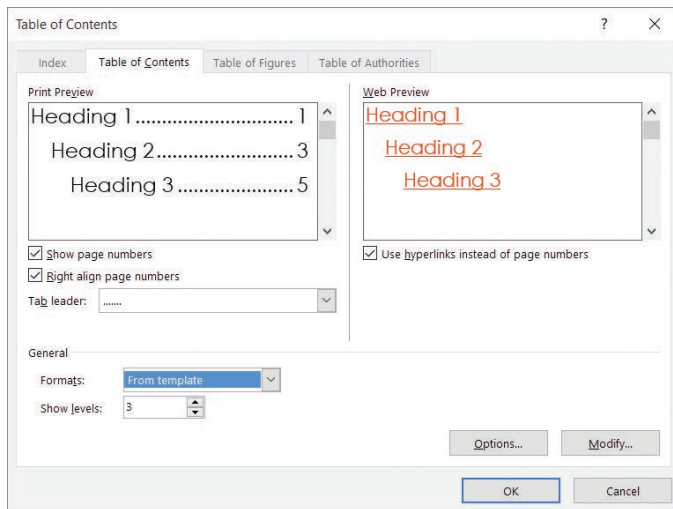 Table of Contents ? ×
Index Table of Contents Table of Figures Table of Authorities
Print Preview
Heading 1............................ 1
Heading 2........................ 3
Heading 3..................... 5
Web Preview
Heading 1
Heading 2
Heading 3
Show page numbers
Right align page numbers
Tab leader: .......
Use hyperlinks instead of page numbers
General
Formats: From template
Show levels: 3
Options... Modify...
OK Cancel